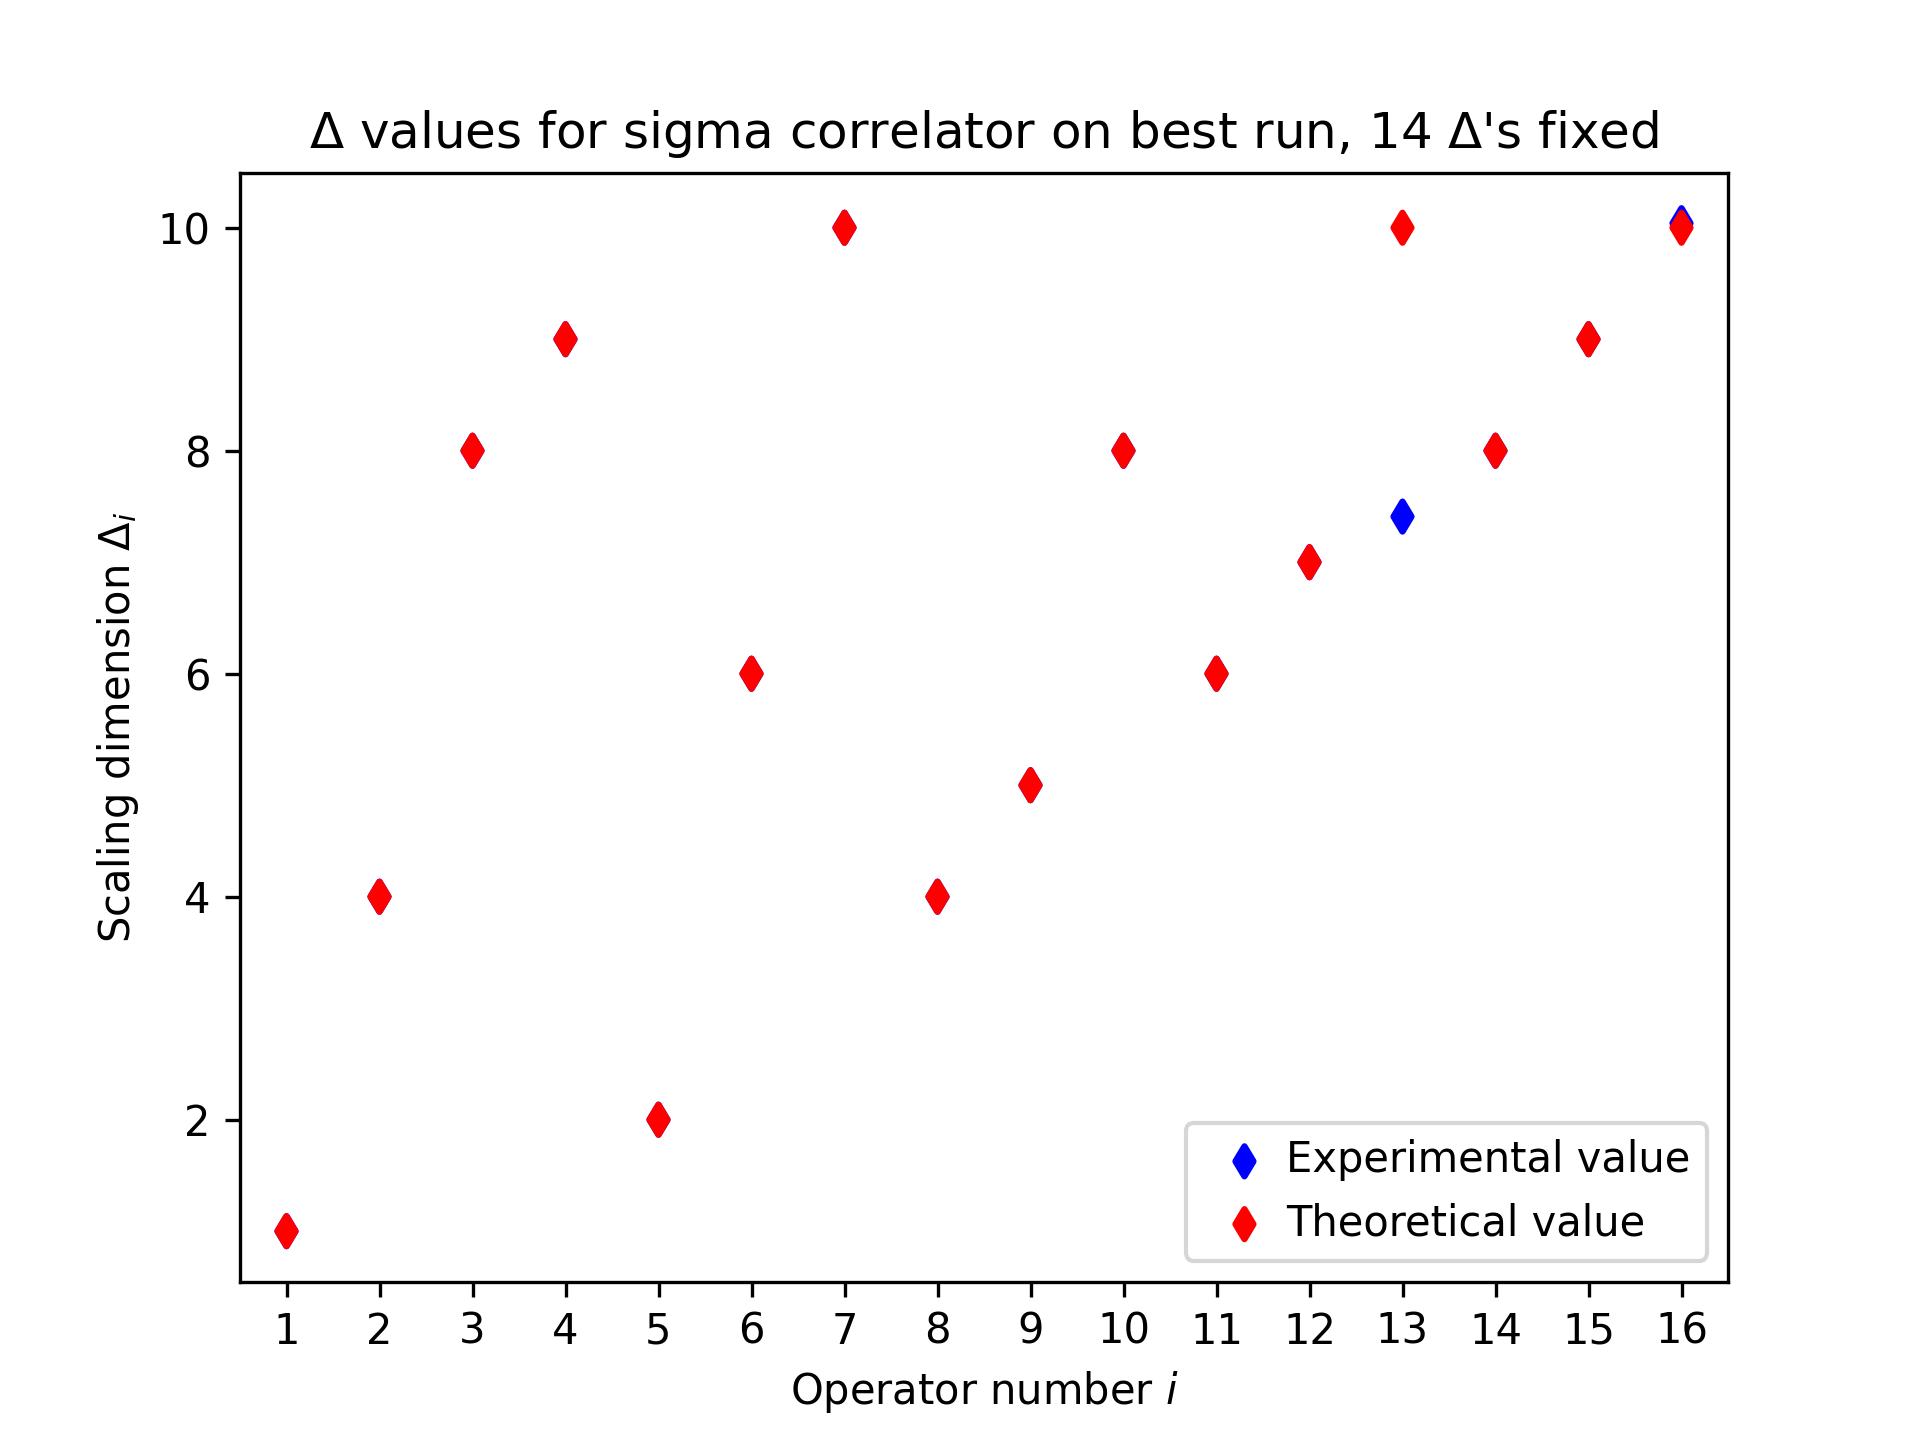 Δ values for sigma correlator on best run, 14 Δ's fixed
10
8
6
4
2
Scaling dimension Δi
Experimental value
Theoretical value
1 2 3 4 5 6 7 8 9 10 11 12 13 14 15 16
Operator number i